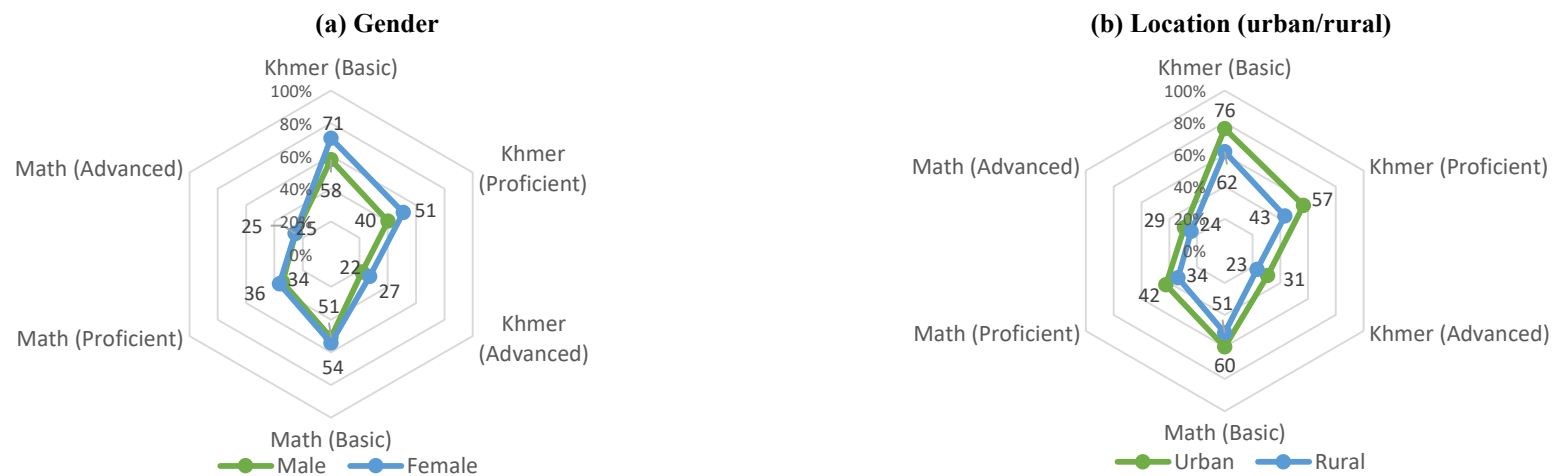 (a) Gender
Khmer (Basic)
100%
80%
60%
40%
20%
0%
71
58
Khmer
(Proficient)
40
51
22
27
Khmer
(Advanced)
51
54
Math (Basic)
34
36
Math (Proficient)
25
25
Math (Advanced)
Male
Female
(b) Location (urban/rural)
Khmer (Basic)
100%
80%
60%
40%
20%
0%
76
62
Khmer (Proficient)
43
57
23
31
Khmer (Advanced)
51
60
Math (Basic)
34
42
Math (Proficient)
29
24
Math (Advanced)
Urban
Rural